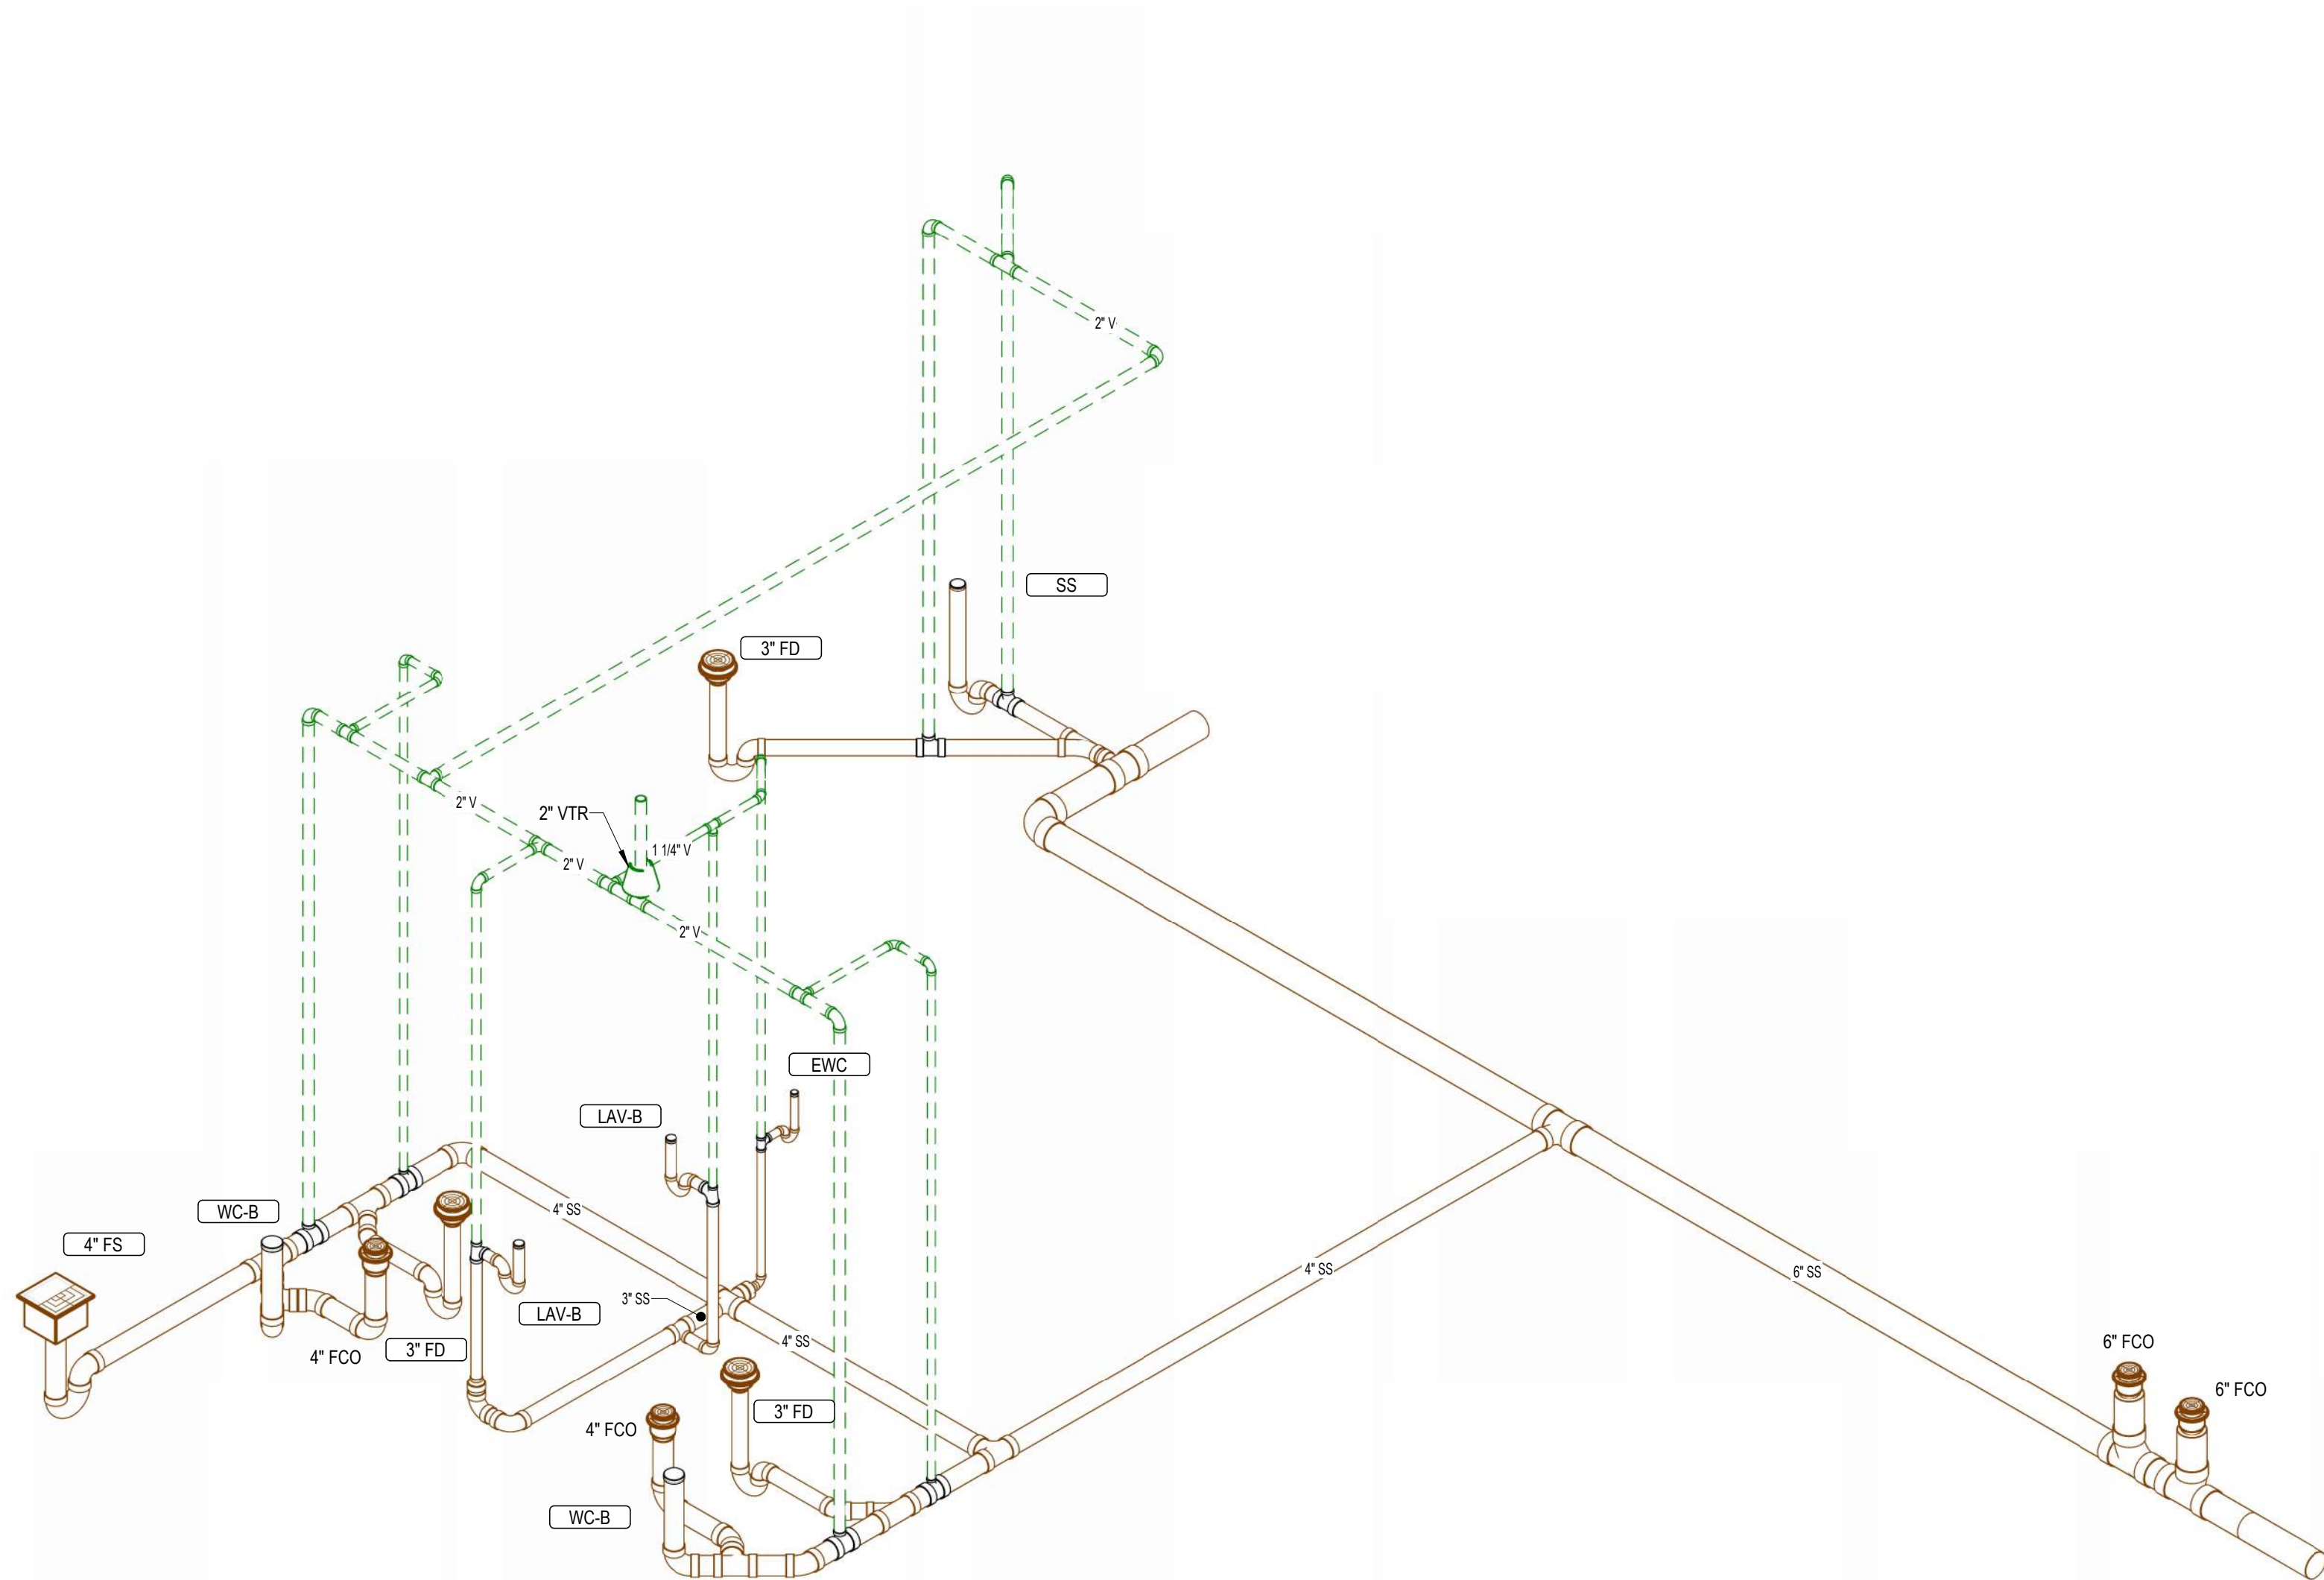 2" V
SS
3" FD
2" V
2" VTR
1 1/4" V
2" V
2" V
EWC
LAV-B
WC-B
4" SS
4" FS
4" SS
6" SS
3" SS
LAV-B
4" SS
6" FCO
3" FD
4" FCO
6" FCO
3" FD
4" FCO
WC-B